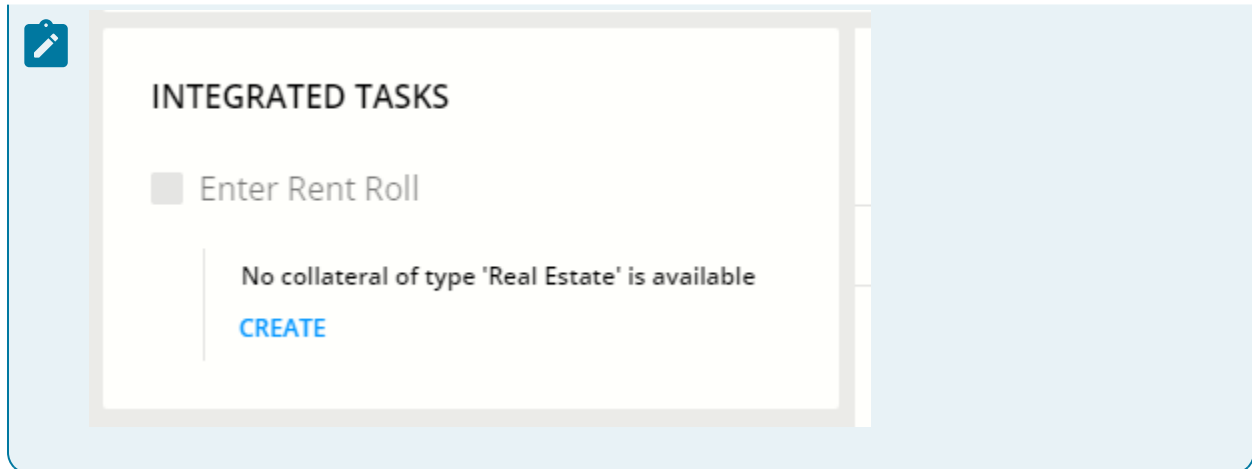 INTEGRATED TASKS
Enter Rent Roll
No collateral of type 'Real Estate' is available
CREATE